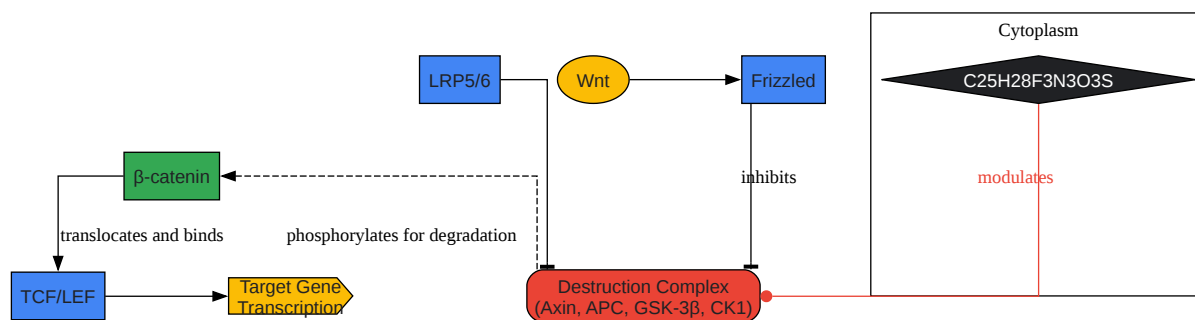 Cytoplasm
LRP5/6
Wnt
Frizzled
C25H28F3N3O3S
β-catenin
inhibits
modulates
translocates and binds
phosphorylates for degradation
TCF/LEF
Target Gene
Transcription
Destruction Complex
(Axin, APC, GSK-3β, CK1)